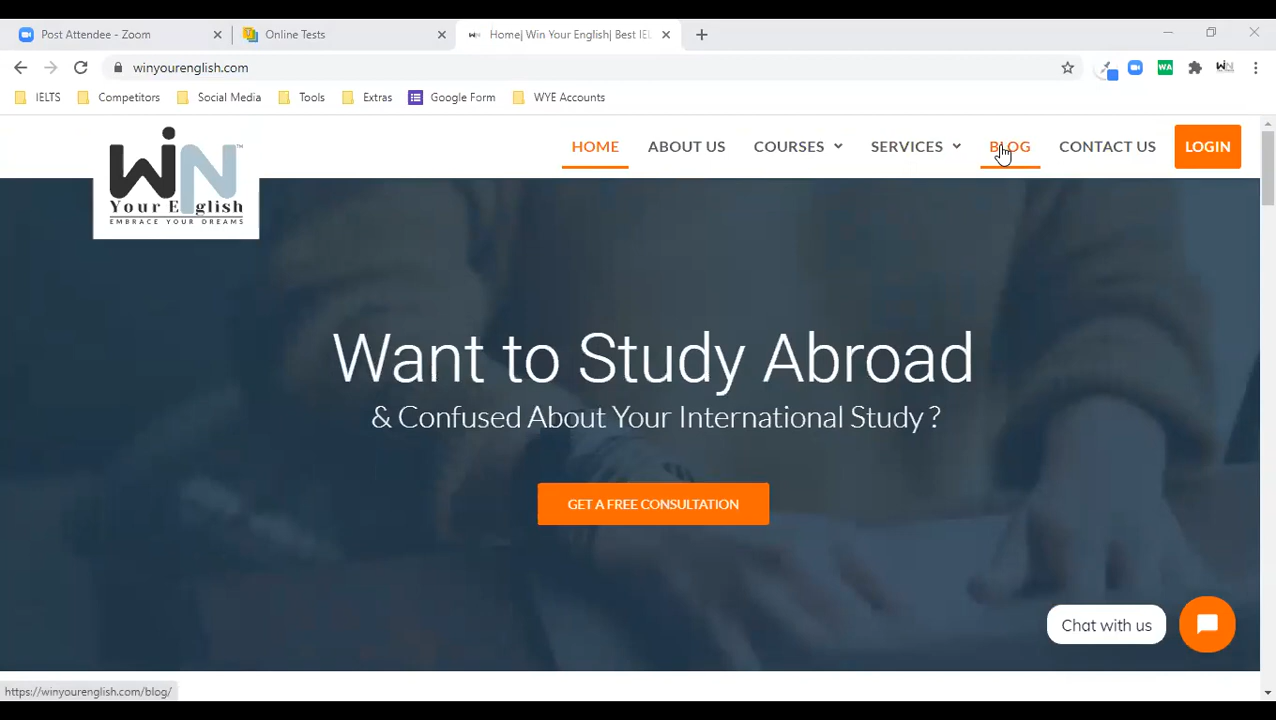 Post Attendee - Zoom
Online Tests
Home| Win Your English| Best IEL
winyourenglish.com
IELTS
Competitors
Social Media
Tools
Extras
Google Form
WYE Accounts
WA
WiN
WiN™
Your English
EMBRACE YOUR DREAMS
HOME
ABOUT US
COURSES
SERVICES
BLOG
CONTACT US
LOGIN
Want to Study Abroad
& Confused About Your International Study ?
GET A FREE CONSULTATION
Chat with us
https://winyourenglish.com/blog/